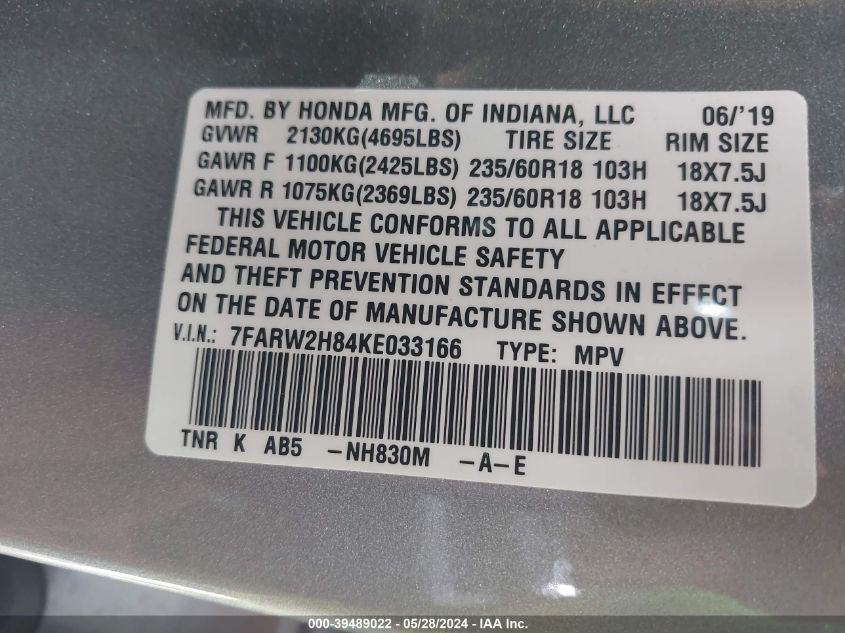 MFD. BY HONDA MFG. OF INDIANA, LLC 06/'19
GVWR 2130KG(4695LBS) TIRE SIZE RIM SIZE
GAWR F 1100KG(2425LBS) 235/60R18 103H 18X7.5J
GAWR R 1075KG(2369LBS) 235/60R18 103H 18X7.5J
THIS VEHICLE CONFORMS TO ALL APPLICABLE
FEDERAL MOTOR VEHICLE SAFETY
AND THEFT PREVENTION STANDARDS IN EFFECT
ON THE DATE OF MANUFACTURE SHOWN ABOVE.
V.I.N.: 7FARW2H84KE033166 TYPE: MPV
TNR K AB5 -NH830M -A-E
000-39489022 - 05/28/2024 - IAA Inc.